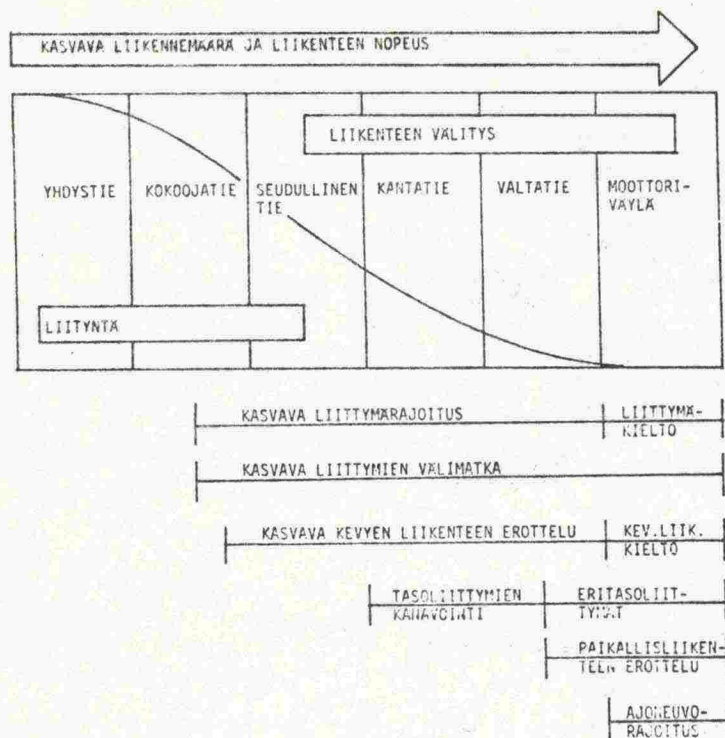 KASVAVA LIIKENNEMÄÄRÄ JA LIIKENTEEN NOPEUS
LIIKENTEEN VÄLITYS
YHDYSTIE KOKOOJATIE SEUDULLINEN TIE KANTATIE VALTATIE MOOTTORI-
VÄYLÄ
LIITYNTÄ
KASVAVA LIITTYMÄRAJOITUS LIITTYMÄ-
KIELTO
KASVAVA LIITTYMIEN VÄLIMATKA
KASVAVA KEVYEN LIIKENTEEN EROTTELU KEV.LIIK.
KIELTO
TASOLIITTYMIEN
KANAVOINTI
ERITASOLIIT-
TYMÄT
PAIKALLISLIIKEN-
TEEN EROTTELU
AJONEUVO-
RAJOITUS